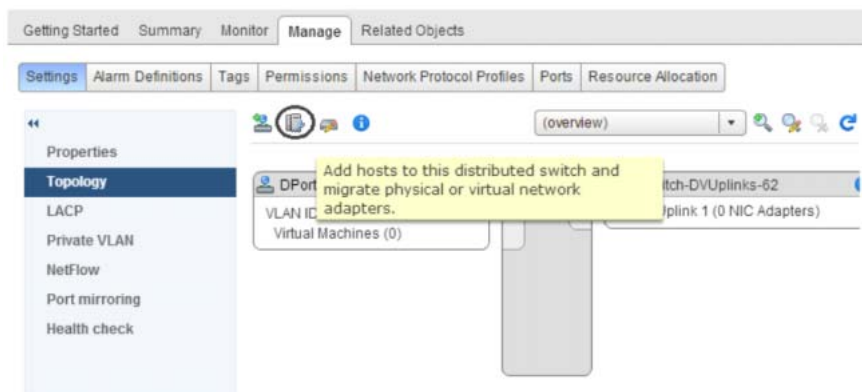 Getting Started Summary Monitor Manage Related Objects
Settings Alarm Definitions Tags Permissions Network Protocol Profiles Ports Resource Allocation
(overview)
Properties
Topology
LACP
Private VLAN
NetFlow
Port mirroring
Health check
Add hosts to this distributed switch and
migrate physical or virtual network
adapters.
DPort
VLAN ID
Virtual Machines (0)
itch-DVUplinks-62
Uplink 1 (0 NIC Adapters)